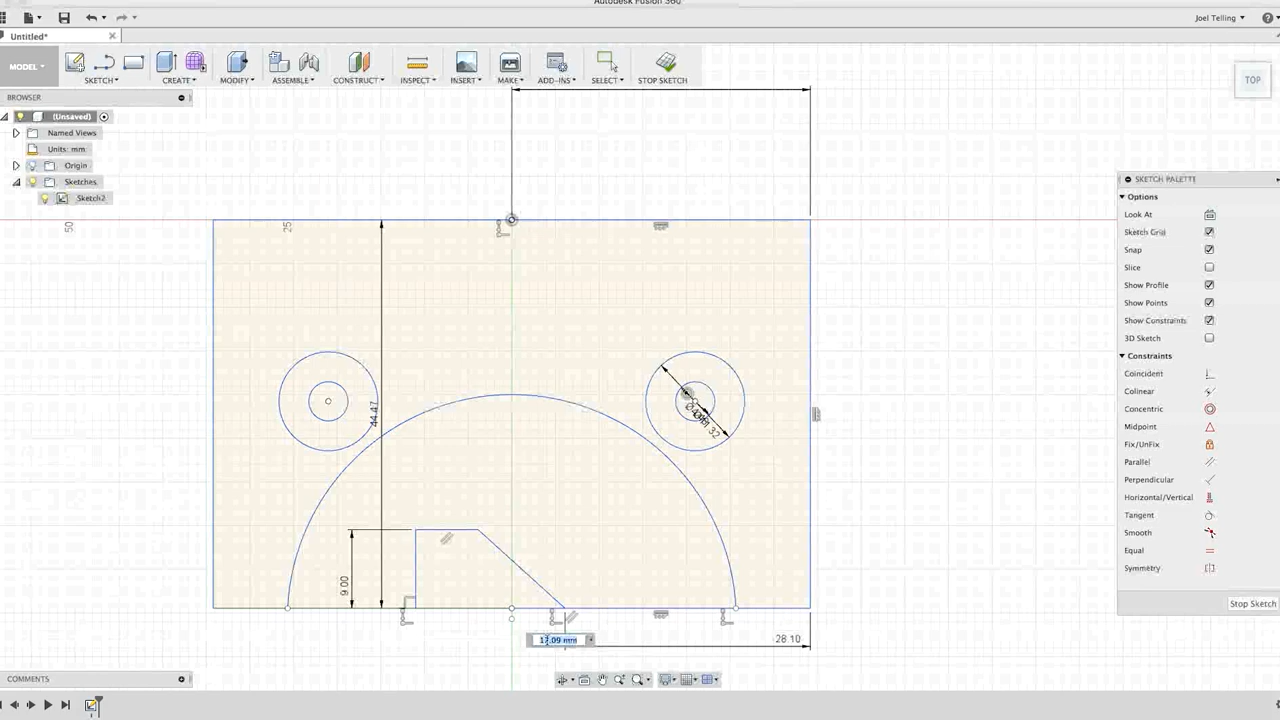 Autodesk Fusion 360
Joel Telling
Untitled*
MODEL
SKETCH
CREATE
MODIFY
ASSEMBLE
CONSTRUCT
INSPECT
INSERT
MAKE
ADD-INS
SELECT
STOP SKETCH
BROWSER
TOP
(Unsaved)
Named Views
Units: mm
Origin
Sketches
Sketch2
SKETCH PALETTE
Options
Look At
Sketch Grid
Snap
Slice
Show Profile
Show Points
Show Constraints
3D Sketch
Constraints
Coincident
Colinear
Concentric
Midpoint
Fix/UnFix
Parallel
Perpendicular
Horizontal/Vertical
Tangent
Smooth
Equal
Symmetry
Stop Sketch
50
25
44.47
9.00
28.10
COMMENTS